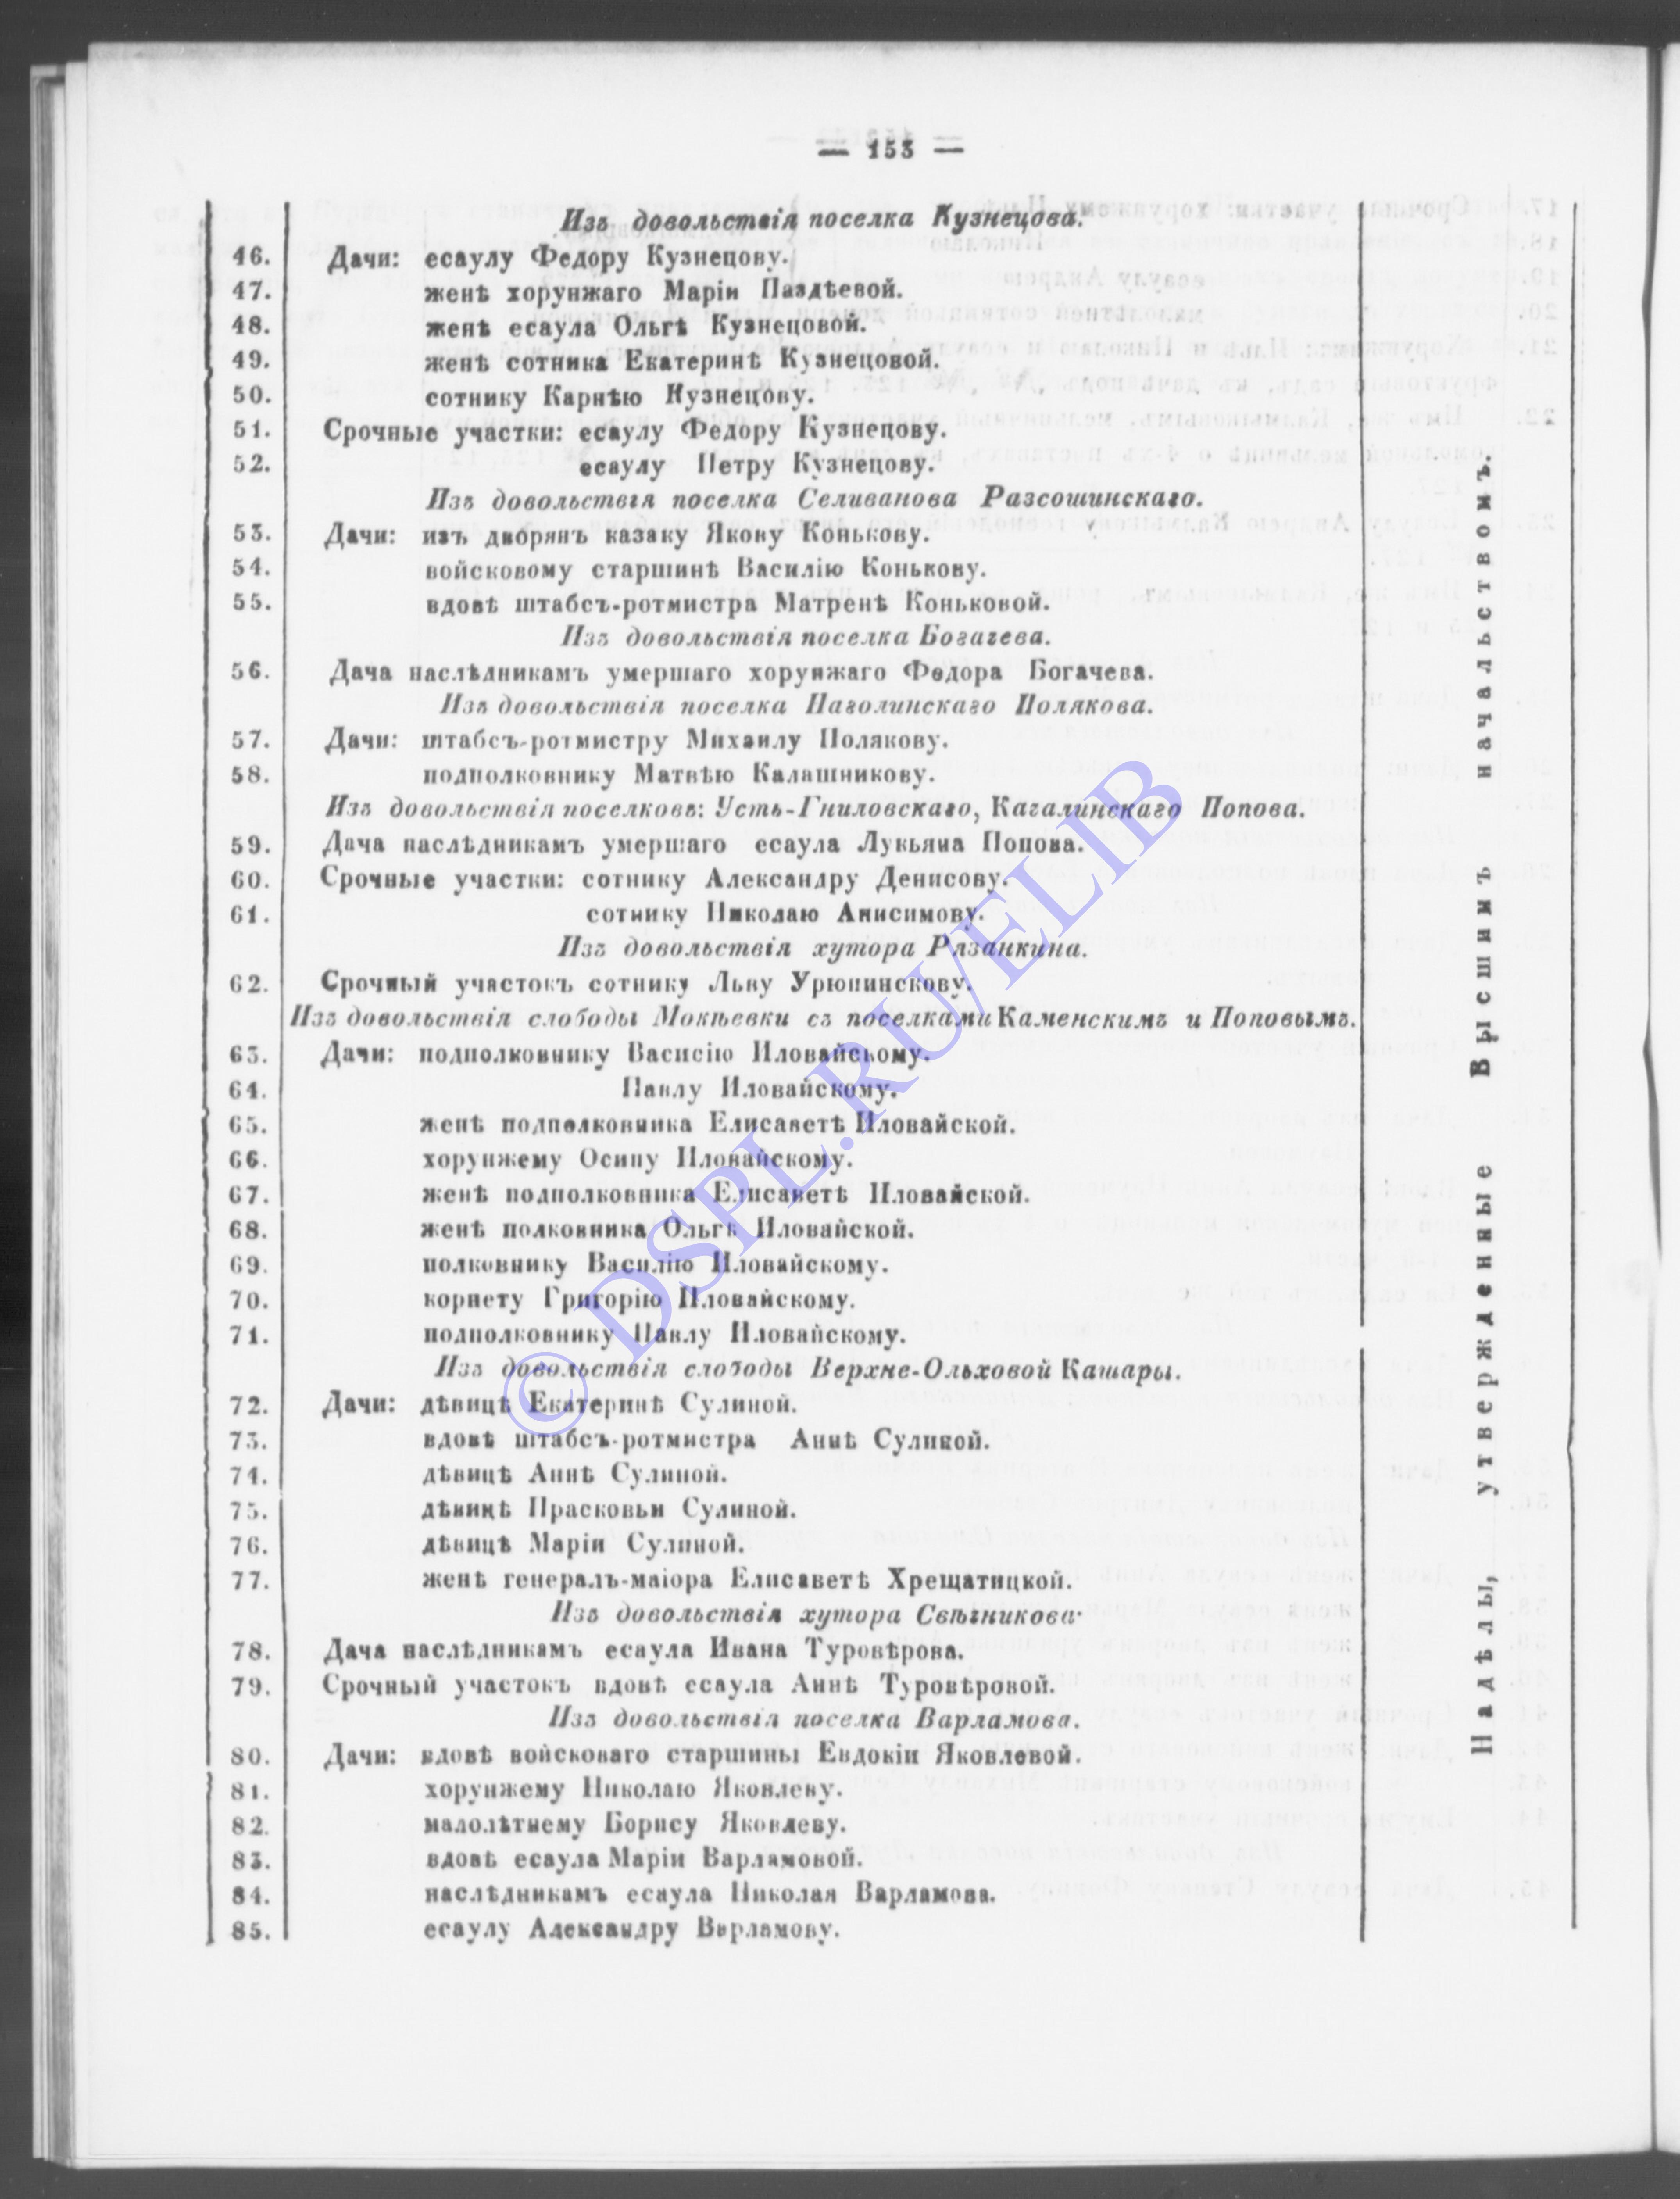 — 153 —
Изъ довольствія поселка Кузнецова.
46. Дачи: есаулу Федору Кузнецову.
47. женѣ хорунжаго Маріи Паздѣевой.
48. женѣ есаула Ольгѣ Кузнецовой.
49. женѣ сотника Екатеринѣ Кузнецовой.
50. сотнику Карнѣю Кузнецову.
51. Срочные участки: есаулу Федору Кузнецову.
52. есаулу Петру Кузнецову.
Изъ довольствія поселка Селиванова Разсошинскаго.
53. Дачи: изъ дворянъ казаку Якову Конькову.
54. войсковому старшинѣ Василію Конькову.
55. вдовѣ штабсъ-ротмистра Матренѣ Коньковой.
Изъ довольствія поселка Богачева.
56. Дача наслѣдникамъ умершаго хорунжаго Федора Богачева.
Изъ довольствія поселка Наголинскаго Полякова.
57. Дачи: штабсъ-ротмистру Михаилу Полякову.
58. подполковнику Матвѣю Калашникову.
Изъ довольствія поселковъ: Усть-Гниловскаго, Кагалинскаго Попова.
59. Дача наслѣдникамъ умершаго есаула Лукьяна Попова.
60. Срочные участки: сотнику Александру Денисову.
61. сотнику Николаю Анисимову.
Изъ довольствія хутора Рязанкина.
62. Срочный участокъ сотнику Льву Урюпинскову.
Изъ довольствія слободы Мокѣевки съ поселками Каменскимъ и Поповымъ.
63. Дачи: подполковнику Васисію Иловайскому.
64. Павлу Иловайскому.
65. женѣ подполковника Елисаветѣ Иловайской.
66. хорунжему Осипу Иловайскому.
67. женѣ подполковника Елисаветѣ Иловайской.
68. женѣ полковника Ольгѣ Иловайской.
69. полковнику Василію Иловайскому.
70. корнету Григорію Иловайскому.
71. подполковнику Павлу Иловайскому.
Изъ довольствія слободы Верхне-Ольховой Кашары.
72. Дачи: дѣвицѣ Екатеринѣ Сулиной.
73. вдовѣ штабсъ-ротмистра Аннѣ Сулиной.
74. дѣвицѣ Аннѣ Сулиной.
75. дѣвицѣ Прасковьи Сулиной.
76. дѣвицѣ Маріи Сулиной.
77. женѣ генералъ-маіора Елисаветѣ Хрещатицкой.
Изъ довольствія хутора Свѣчникова
78. Дача наслѣдникамъ есаула Ивана Туровѣрова.
79. Срочный участокъ вдовѣ есаула Аннѣ Туровѣровой.
Изъ довольствія поселка Варламова.
80. Дачи: вдовѣ войсковаго старшины Евдокіи Яковлевой.
81. хорунжему Николаю Яковлеву.
82. малолѣтнему Борису Яковлеву.
83. вдовѣ есаула Маріи Варламовой.
84. наслѣдникамъ есаула Николая Варламова.
85. есаулу Александру Варламову.
Надѣлы, утвержденные Высшимъ начальствомъ.
© DSPL.RU/ELIB